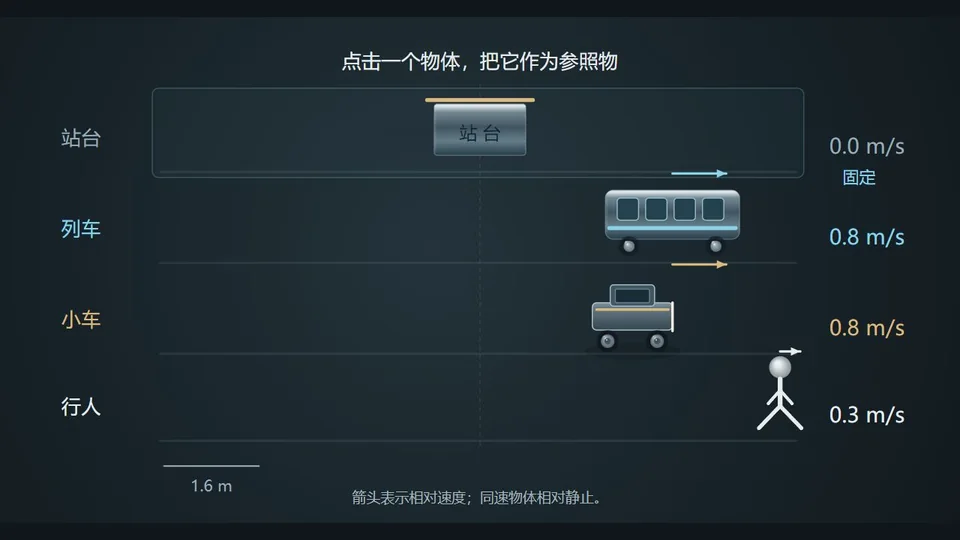 点击一个物体，把它作为参照物
站台
站台
0.0 m/s
固定
列车
0.8 m/s
小车
0.8 m/s
行人
0.3 m/s
1.6 m
箭头表示相对速度；同速物体相对静止。